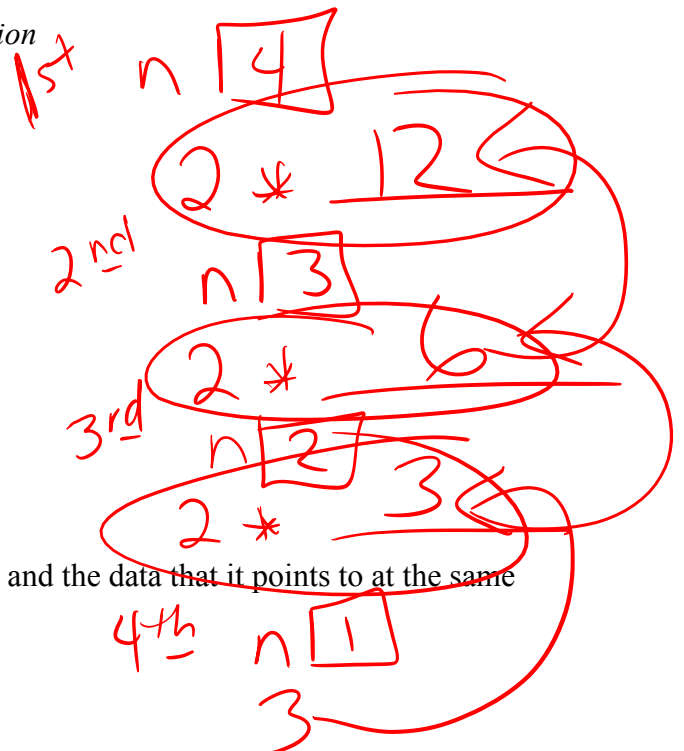 ion
1st n 4
2 * 12
2nd n 3
2 * 6
3rd n 2
2 * 3
and the data that it points to at the same
4th n 1
3